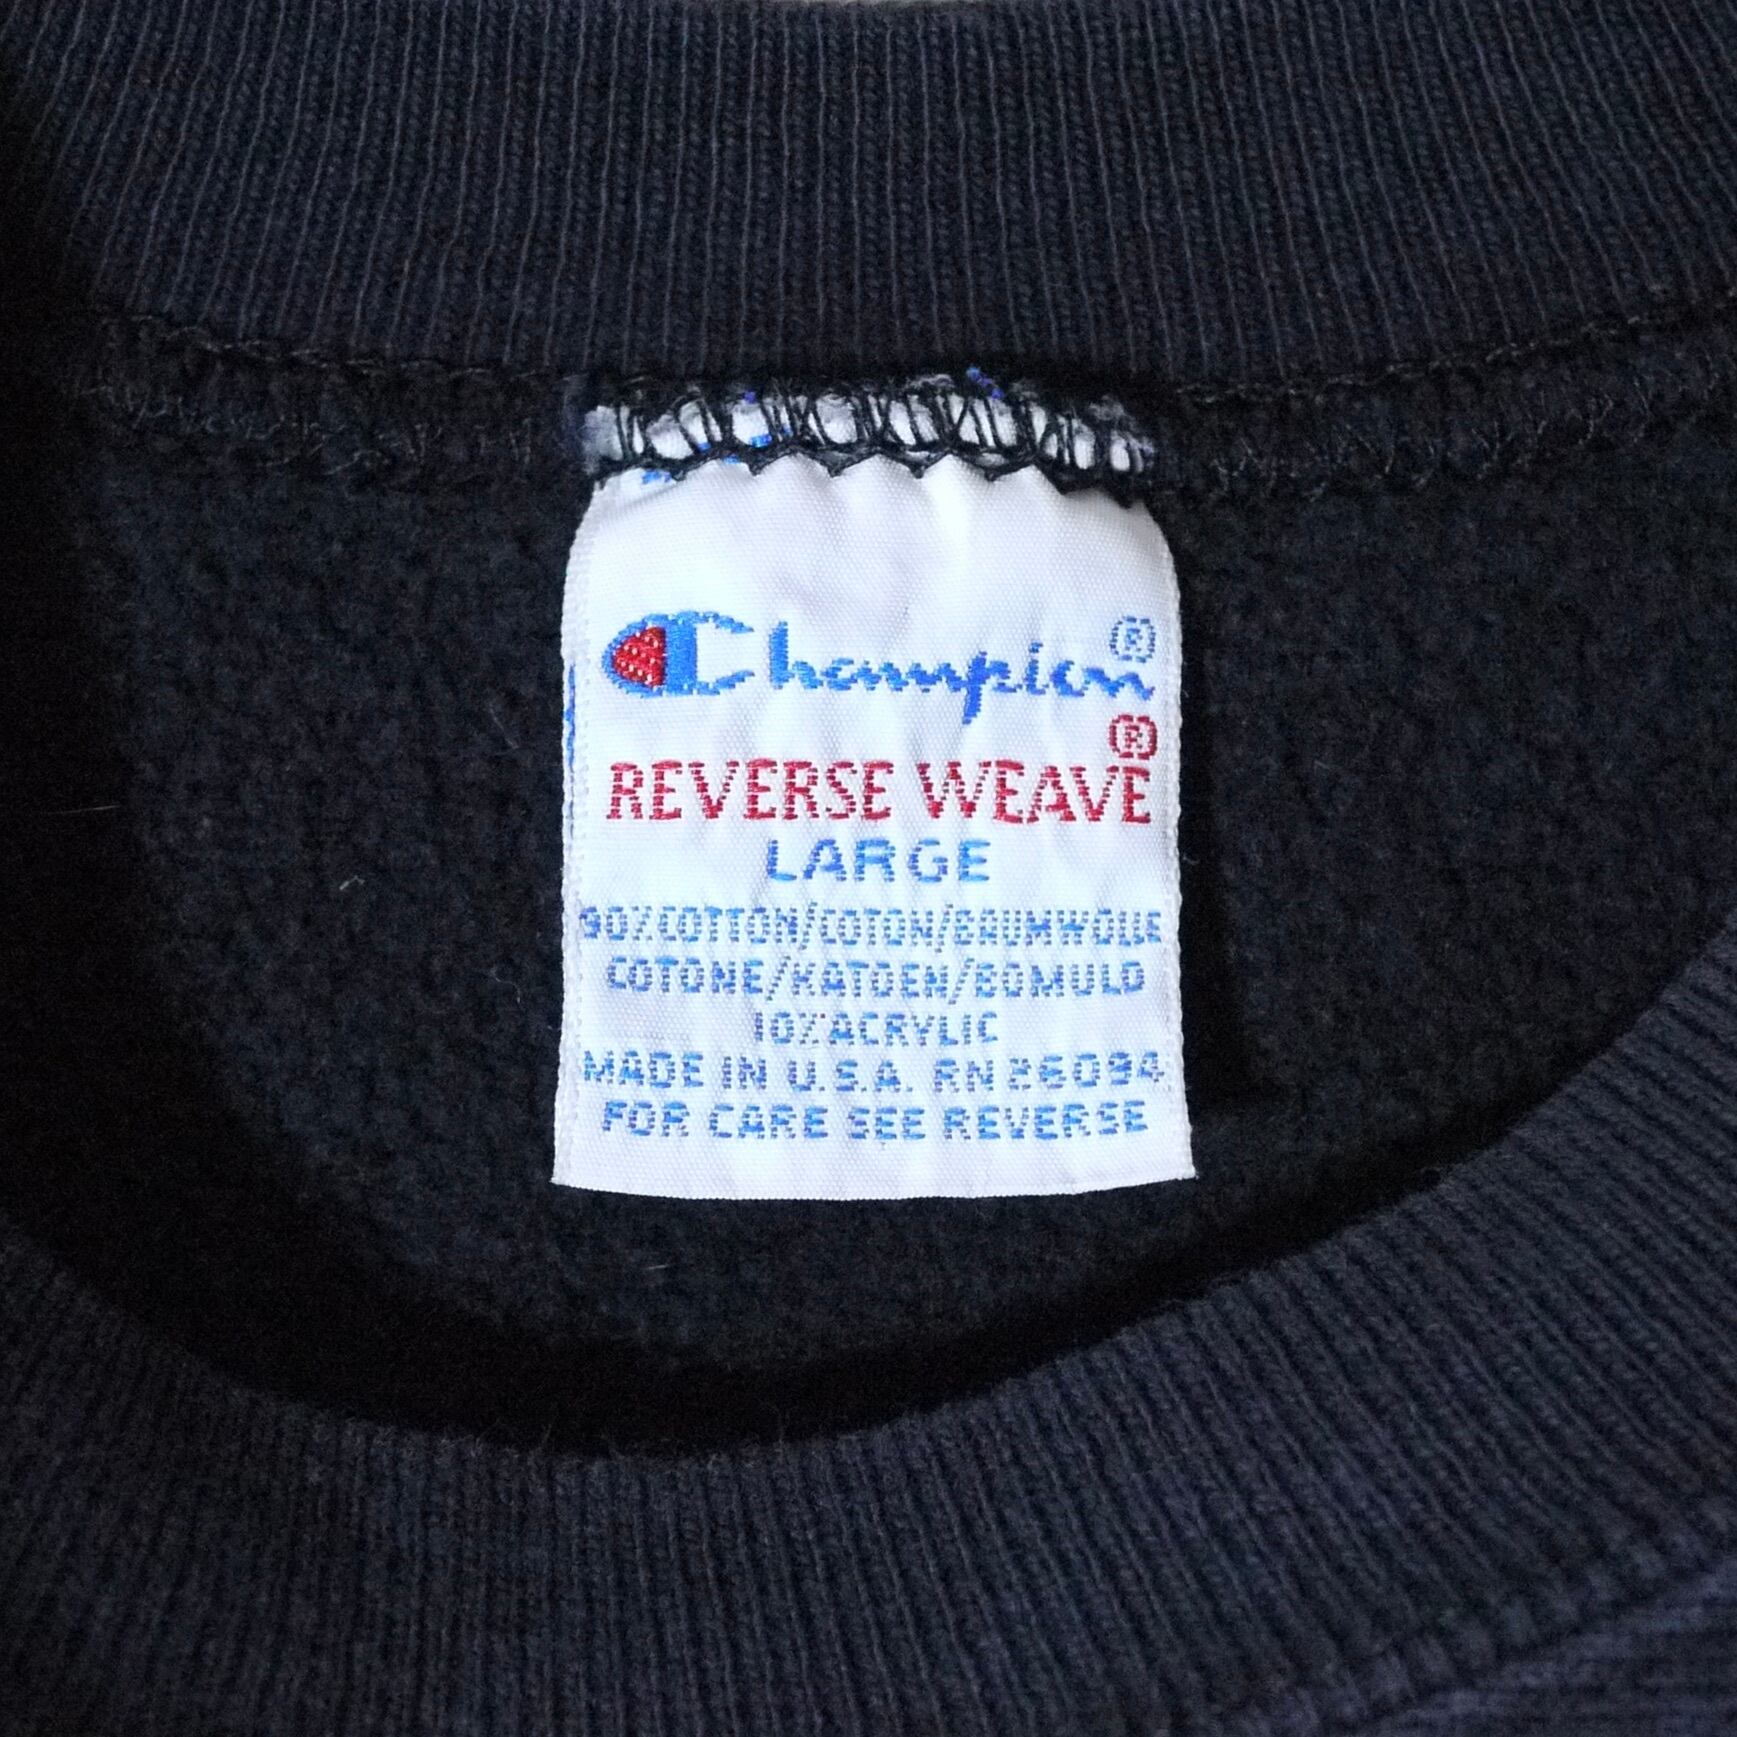 Champion®
REVERSE WEAVE®
LARGE
90% COTTON/COTON/BAUMWOLLE
COTONE/KATOEN/BOMULD
10% ACRYLIC
MADE IN U.S.A. RN 26094
FOR CARE SEE REVERSE